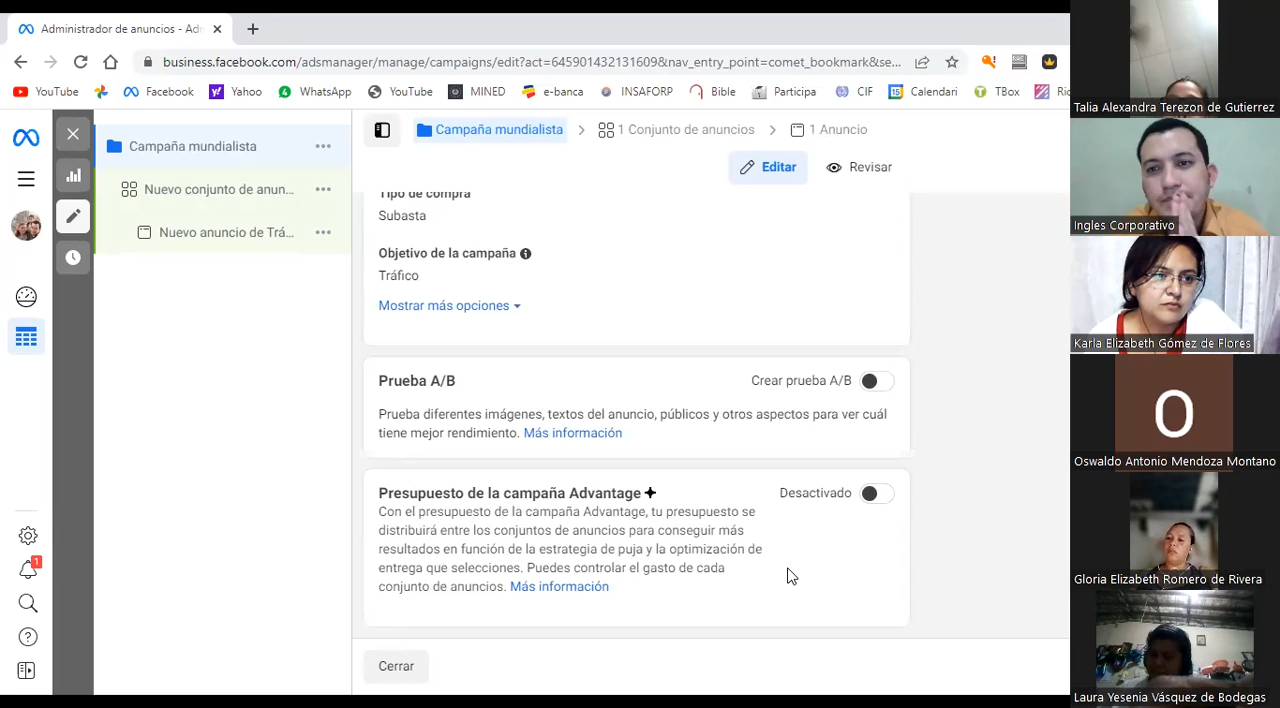 Administrador de anuncios - Adm
business.facebook.com/adsmanager/manage/campaigns/edit?act=645901432131609&nav_entry_point=comet_bookmark&se...
YouTube
Facebook
Yahoo
WhatsApp
YouTube
MINED
e-banca
INSAFORP
Bible
Participa
CIF
Calendari
TBox
Campaña mundialista
Nuevo conjunto de anun...
Nuevo anuncio de Trá...
1
Campaña mundialista
1 Conjunto de anuncios
1 Anuncio
Editar
Revisar
Tipo de compra
Subasta
Objetivo de la campaña
Tráfico
Mostrar más opciones
Prueba A/B
Crear prueba A/B
Prueba diferentes imágenes, textos del anuncio, públicos y otros aspectos para ver cuál
tiene mejor rendimiento. Más información
Presupuesto de la campaña Advantage
Desactivado
Con el presupuesto de la campaña Advantage, tu presupuesto se
distribuirá entre los conjuntos de anuncios para conseguir más
resultados en función de la estrategia de puja y la optimización de
entrega que selecciones. Puedes controlar el gasto de cada
conjunto de anuncios. Más información
Cerrar
Talia Alexandra Terezon de Gutierrez
Ingles Corporativo
Karla Elizabeth Gómez de Flores
O
Oswaldo Antonio Mendoza Montano
Gloria Elizabeth Romero de Rivera
Laura Yesenia Vásquez de Bodegas